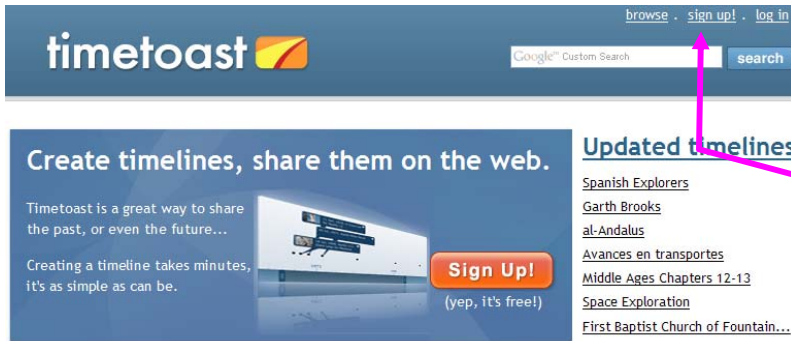 browse . sign up! . log in
timetoast
Google™ Custom Search
search
Create timelines, share them on the web.
Timetoast is a great way to share
the past, or even the future...
Creating a timeline takes minutes,
it's as simple as can be.
Sign Up!
(yep, it's free!)
Updated timelines
Spanish Explorers
Garth Brooks
al-Andalus
Avances en transportes
Middle Ages Chapters 12-13
Space Exploration
First Baptist Church of Fountain...